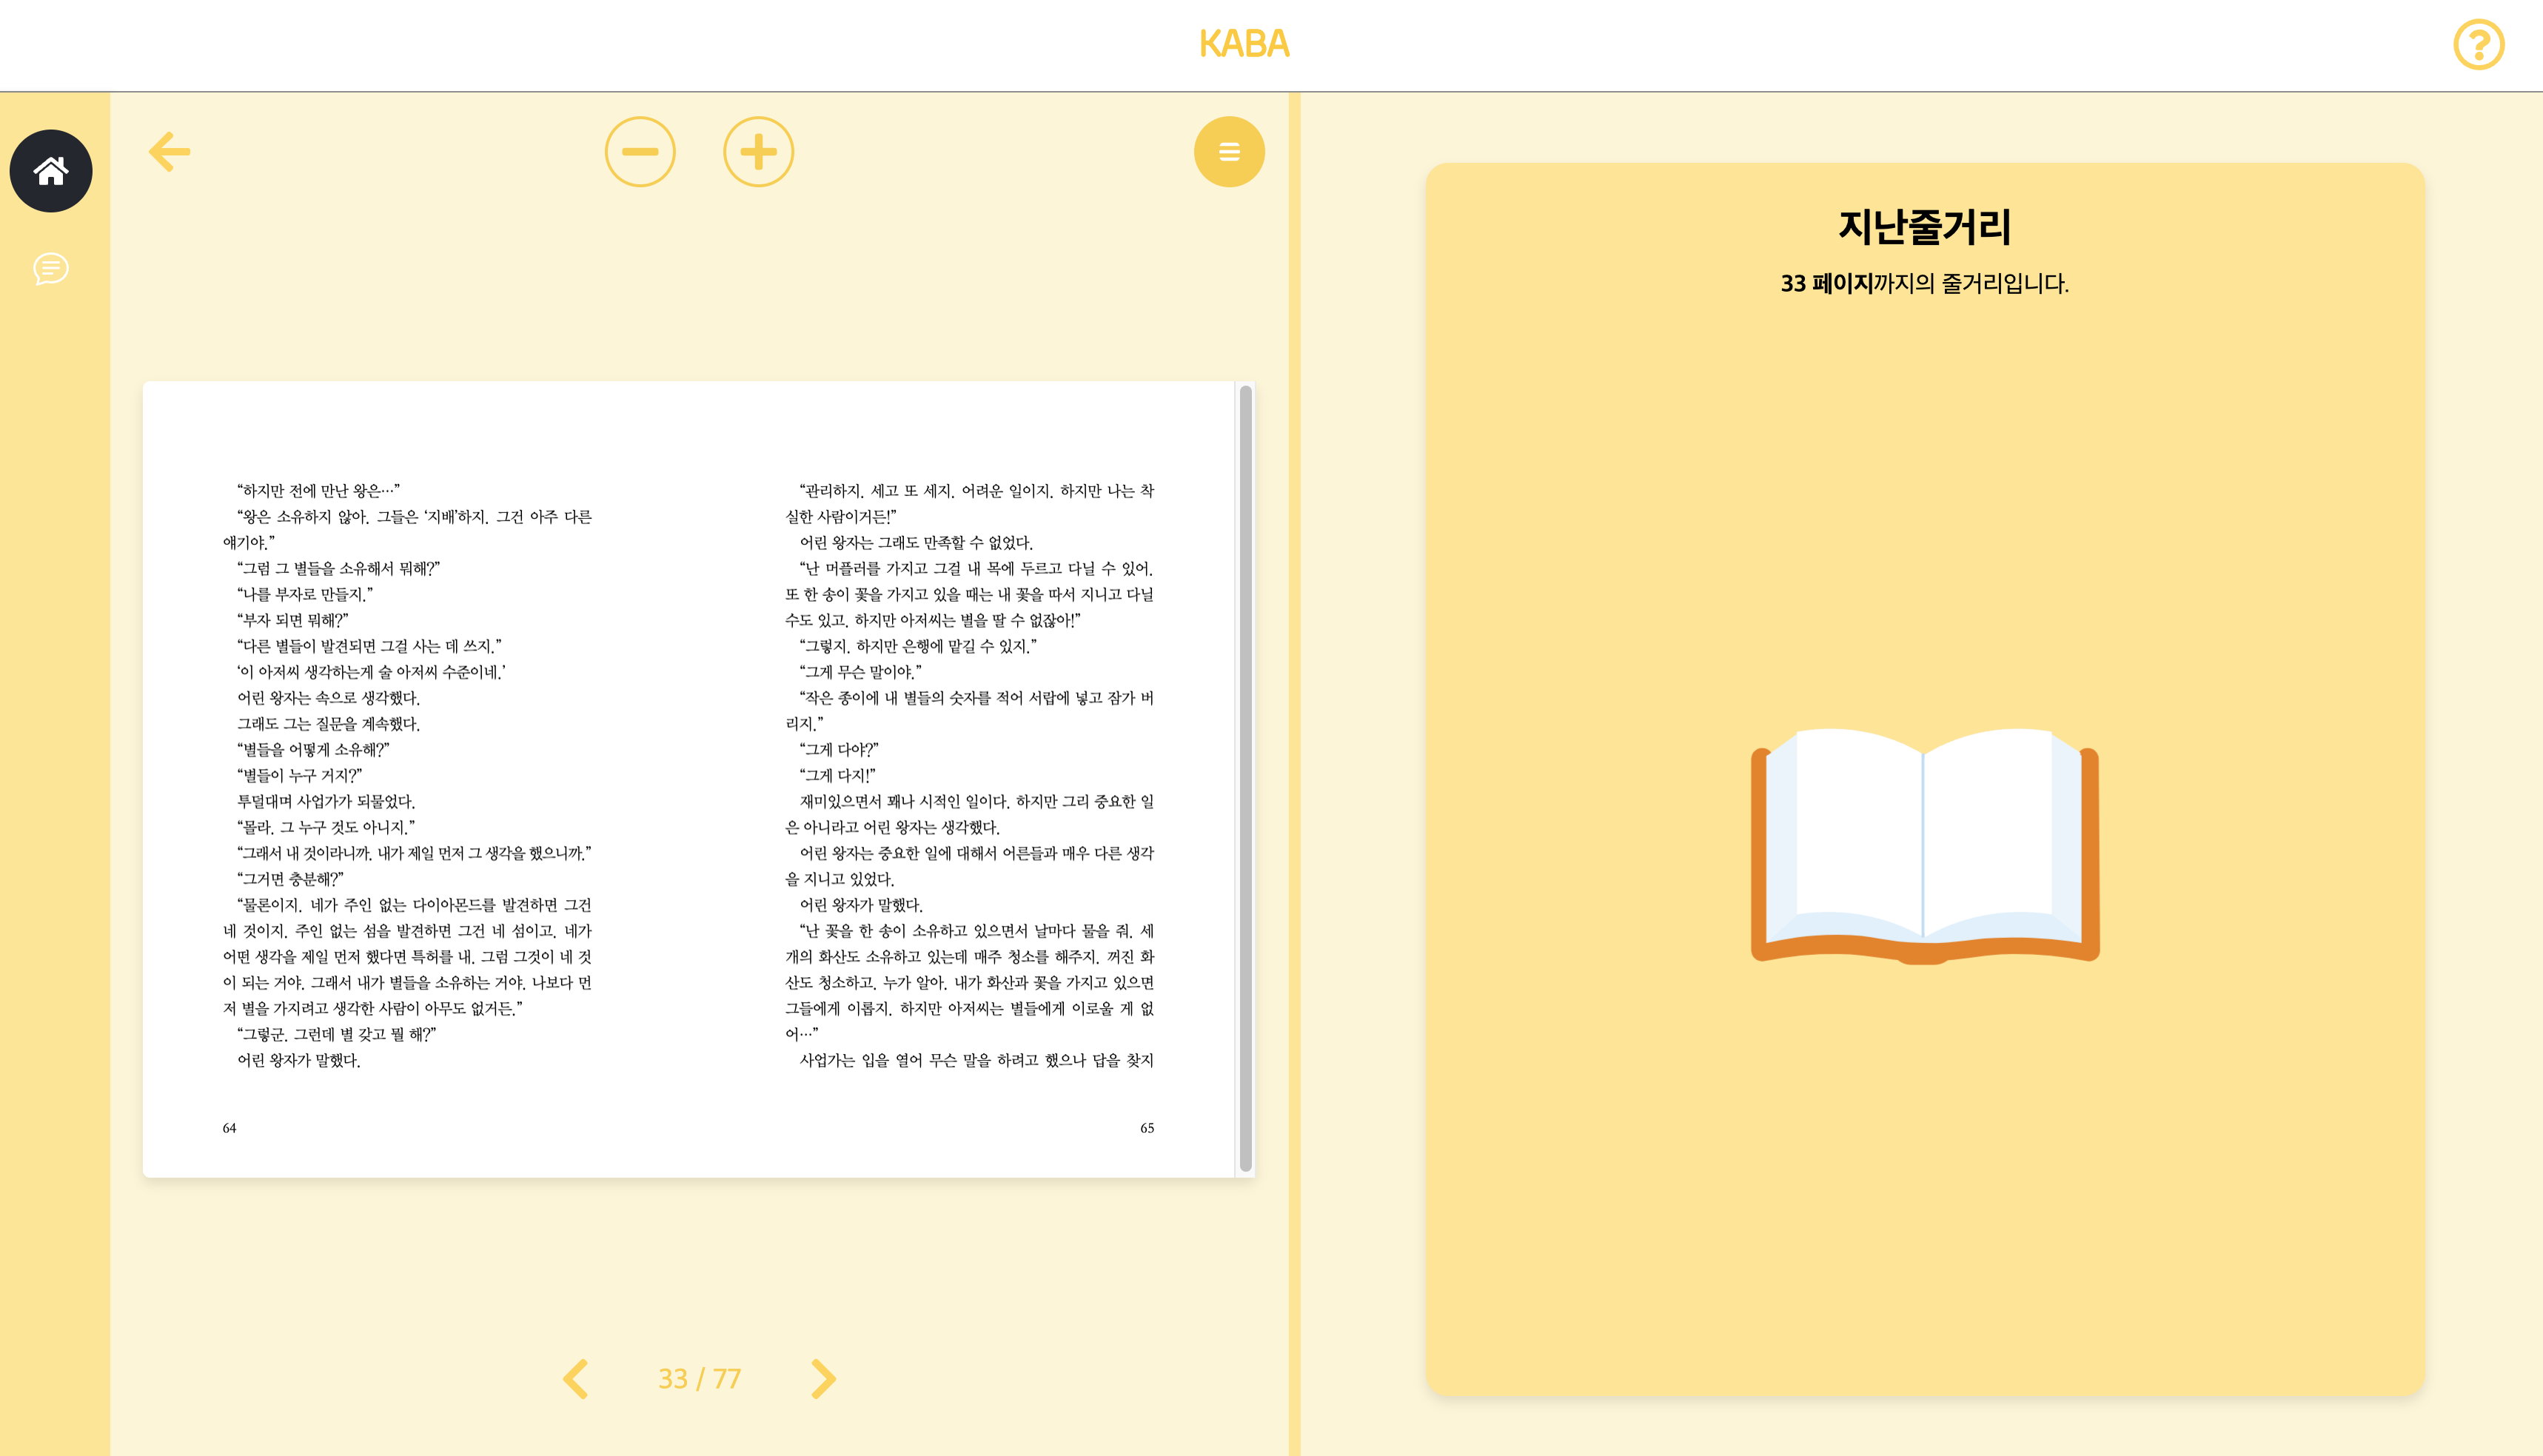 KABA
“하지만 전에 만난 왕은…”
“왕은 소유하지 않아. 그들은 ‘지배’하지. 그건 아주 다른
얘기야.”
“그럼 그 별들을 소유해서 뭐해?”
“나를 부자로 만들지.”
“부자 되면 뭐해?”
“다른 별들이 발견되면 그걸 사는 데 쓰지.”
‘이 아저씨 생각하는게 술 아저씨 수준이네.’
어린 왕자는 속으로 생각했다.
그래도 그는 질문을 계속했다.
“별들을 어떻게 소유해?”
“별들이 누구 거지?”
투덜대며 사업가가 되물었다.
“몰라. 그 누구 것도 아니지.”
“그래서 내 것이라니까. 내가 제일 먼저 그 생각을 했으니까.”
“그거면 충분해?”
“물론이지. 네가 주인 없는 다이아몬드를 발견하면 그건
네 것이지. 주인 없는 섬을 발견하면 그건 네 섬이고. 네가
어떤 생각을 제일 먼저 했다면 특허를 내. 그럼 그것이 네 것
이 되는 거야. 그래서 내가 별들을 소유하는 거야. 나보다 먼
저 별을 가지려고 생각한 사람이 아무도 없거든.”
“그렇군. 그런데 별 갖고 뭘 해?”
어린 왕자가 말했다.
64
“관리하지. 세고 또 세지. 어려운 일이지. 하지만 나는 착
실한 사람이거든!”
어린 왕자는 그래도 만족할 수 없었다.
“난 머플러를 가지고 그걸 내 목에 두르고 다닐 수 있어.
또 한 송이 꽃을 가지고 있을 때는 내 꽃을 따서 지니고 다닐
수도 있고. 하지만 아저씨는 별을 딸 수 없잖아!”
“그렇지. 하지만 은행에 맡길 수 있지.”
“그게 무슨 말이야.”
“작은 종이에 내 별들의 숫자를 적어 서랍에 넣고 잠가 버
리지.”
“그게 다야?”
“그게 다지!”
재미있으면서 꽤나 시적인 일이다. 하지만 그리 중요한 일
은 아니라고 어린 왕자는 생각했다.
어린 왕자는 중요한 일에 대해서 어른들과 매우 다른 생각
을 지니고 있었다.
어린 왕자가 말했다.
“난 꽃을 한 송이 소유하고 있으면서 날마다 물을 줘. 세
개의 화산도 소유하고 있는데 매주 청소를 해주지. 꺼진 화
산도 청소하고. 누가 알아. 내가 화산과 꽃을 가지고 있으면
그들에게 이롭지. 하지만 아저씨는 별들에게 이로울 게 없
어…”
사업가는 입을 열어 무슨 말을 하려고 했으나 답을 찾지
65
33 / 77
지난줄거리
33 페이지까지의 줄거리입니다.